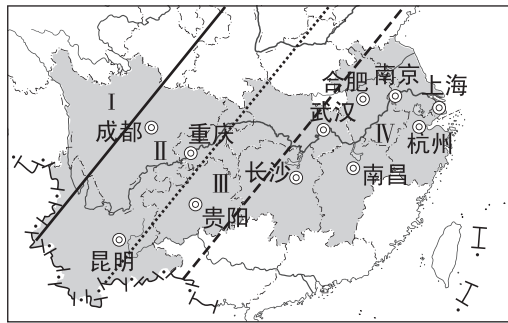 合肥
南京
上海
Ⅰ
成都
武汉
Ⅳ
重庆
Ⅱ
杭州
长沙
南昌
Ⅲ
贵阳
昆明